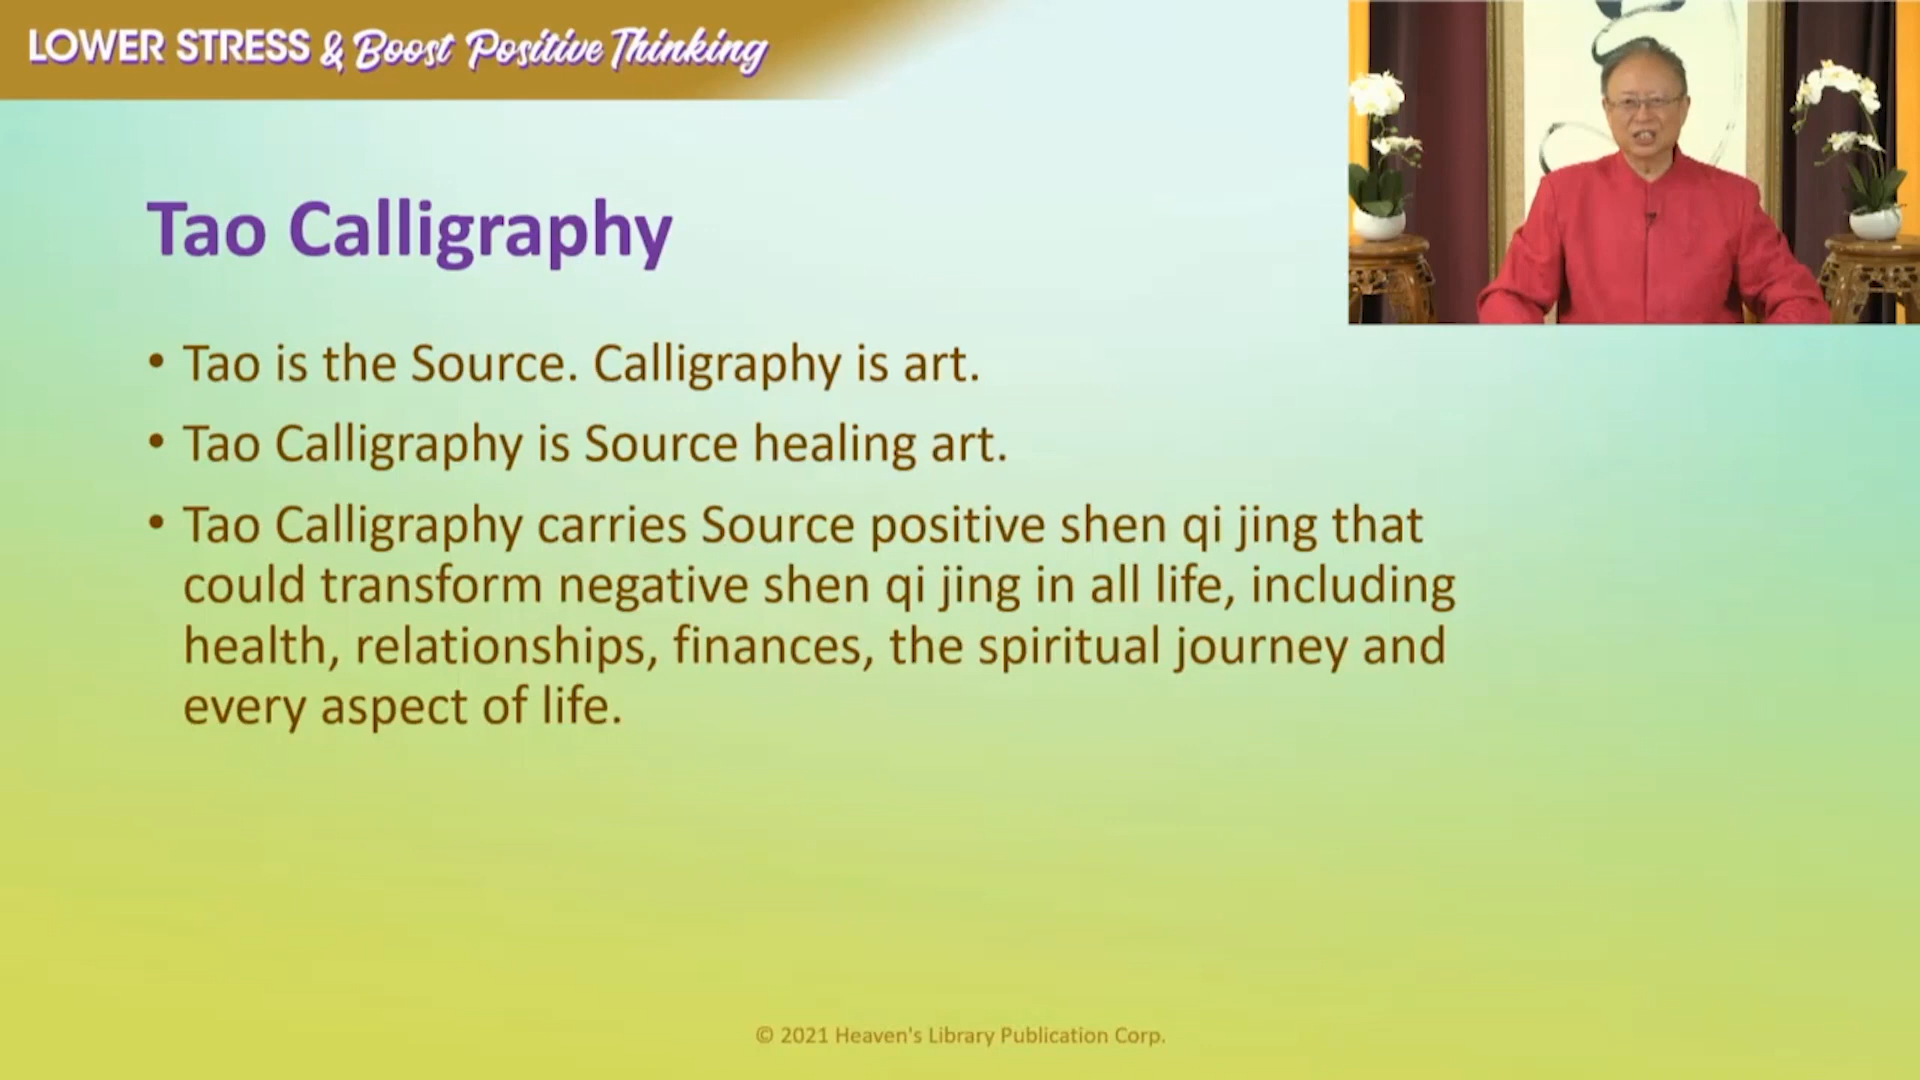 LOWER STRESS & Boost Positive Thinking
Tao Calligraphy
• Tao is the Source. Calligraphy is art.
• Tao Calligraphy is Source healing art.
• Tao Calligraphy carries Source positive shen qi jing that
could transform negative shen qi jing in all life, including
health, relationships, finances, the spiritual journey and
every aspect of life.
© 2021 Heaven's Library Publication Corp.